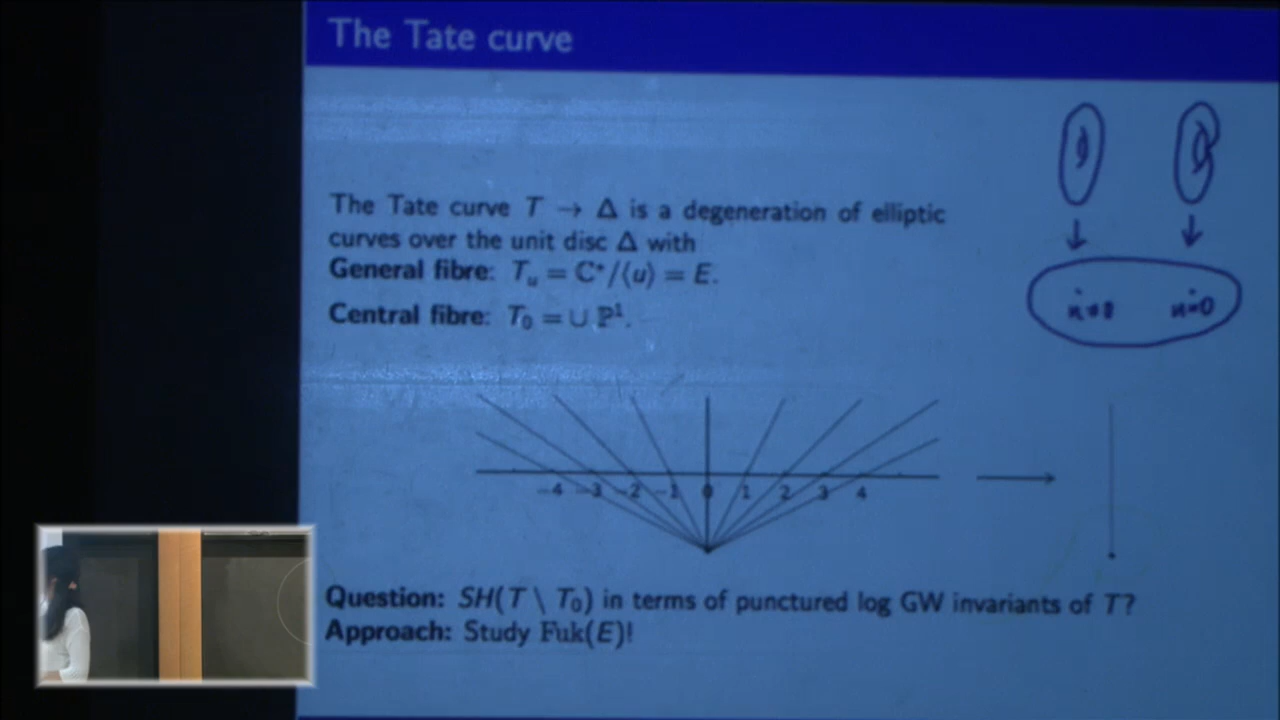 The Tate curve
The Tate curve T → Δ is a degeneration of elliptic
curves over the unit disc Δ with
General fibre: T_u = C*/⟨u⟩ = E.
Central fibre: T_0 = ∪ ℙ¹.
-4 -3 -2 -1 0 1 2 3 4
Question: SH(T \ T_0) in terms of punctured log GW invariants of T?
Approach: Study Fuk(E)!